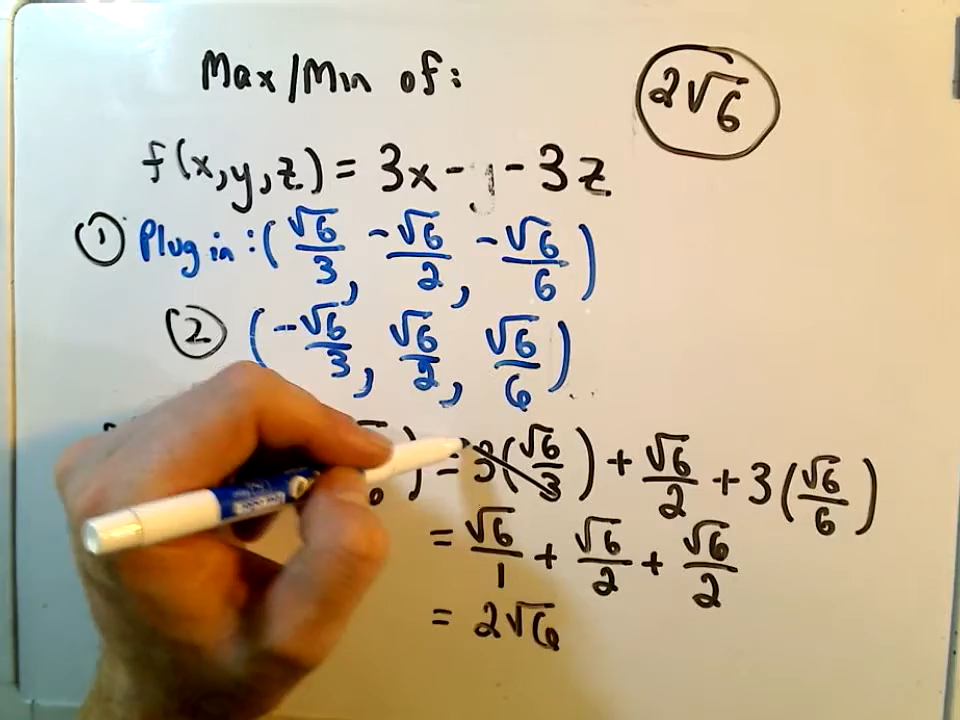 Max/Min of:
2√6
f(x,y,z) = 3x - y - 3z
① Plug in: (√6/3, -√6/2, -√6/6)
② (-√6/3, √6/2, √6/6)
) = 3(√6/3) + √6/2 + 3(√6/6)
= √6/1 + √6/2 + √6/2
= 2√6